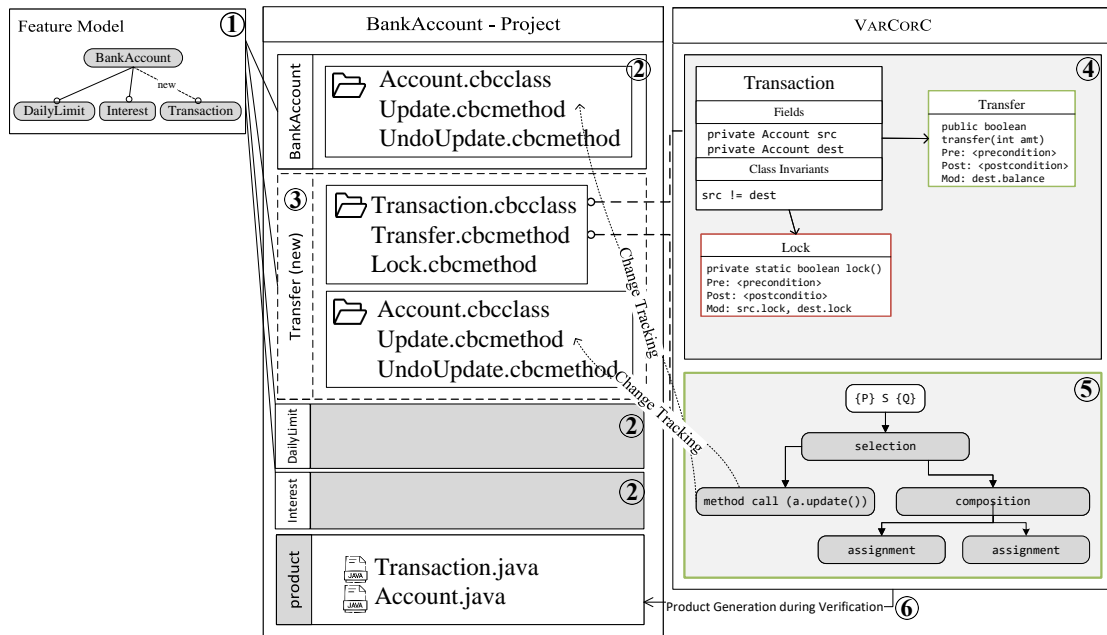 Feature Model
1
BankAccount
new
DailyLimit
Interest
Transaction
BankAccount - Project
BankAccount
2
Account.cbcclass
Update.cbcmethod
UndoUpdate.cbcmethod
Transfer (new)
3
Transaction.cbcclass
Transfer.cbcmethod
Lock.cbcmethod
Account.cbcclass
Update.cbcmethod
UndoUpdate.cbcmethod
Change Tracking
Change Tracking
DailyLimit
2
Interest
2
product
JAVA
Transaction.java
JAVA
Account.java
VARCORC
4
Transaction
Fields
private Account src
private Account dest
Class Invariants
src != dest
Transfer
public boolean
transfer(int amt)
Pre: <precondition>
Post: <postcondition>
Mod: dest.balance
Lock
private static boolean lock()
Pre: <precondition>
Post: <postconditio>
Mod: src.lock, dest.lock
5
{P} S {Q}
selection
method call (a.update())
composition
assignment
assignment
Product Generation during Verification
6